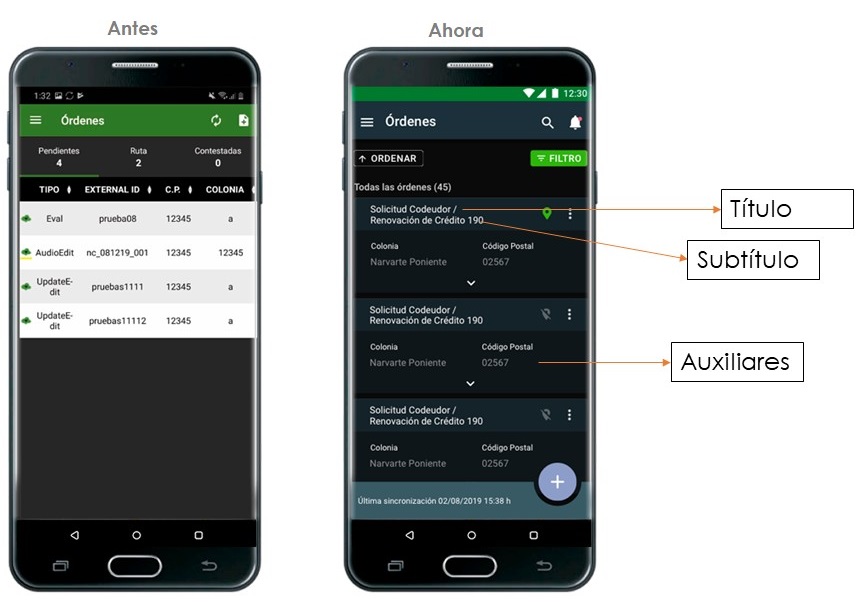 Antes
1:32
Órdenes
Pendientes
4
Ruta
2
Contestadas
0
TIPO EXTERNAL ID C.P. COLONIA
Eval prueba08 12345 a
AudioEdit nc_081219_001 12345 12345
UpdateE-
dit
pruebas1111 12345 a
UpdateE-
dit
pruebas11112 12345 a
Ahora
12:30
Órdenes
ORDENAR
FILTRO
Todas las órdenes (45)
Solicitud Codeudor /
Renovación de Crédito 190
Colonia Código Postal
Narvarte Poniente 02567
Solicitud Codeudor /
Renovación de Crédito 190
Colonia Código Postal
Narvarte Poniente 02567
Solicitud Codeudor /
Renovación de Crédito 190
Colonia Código Postal
Narvarte Poniente 02567
+
Última sincronización 02/08/2019 15:38 h
Título
Subtítulo
Auxiliares